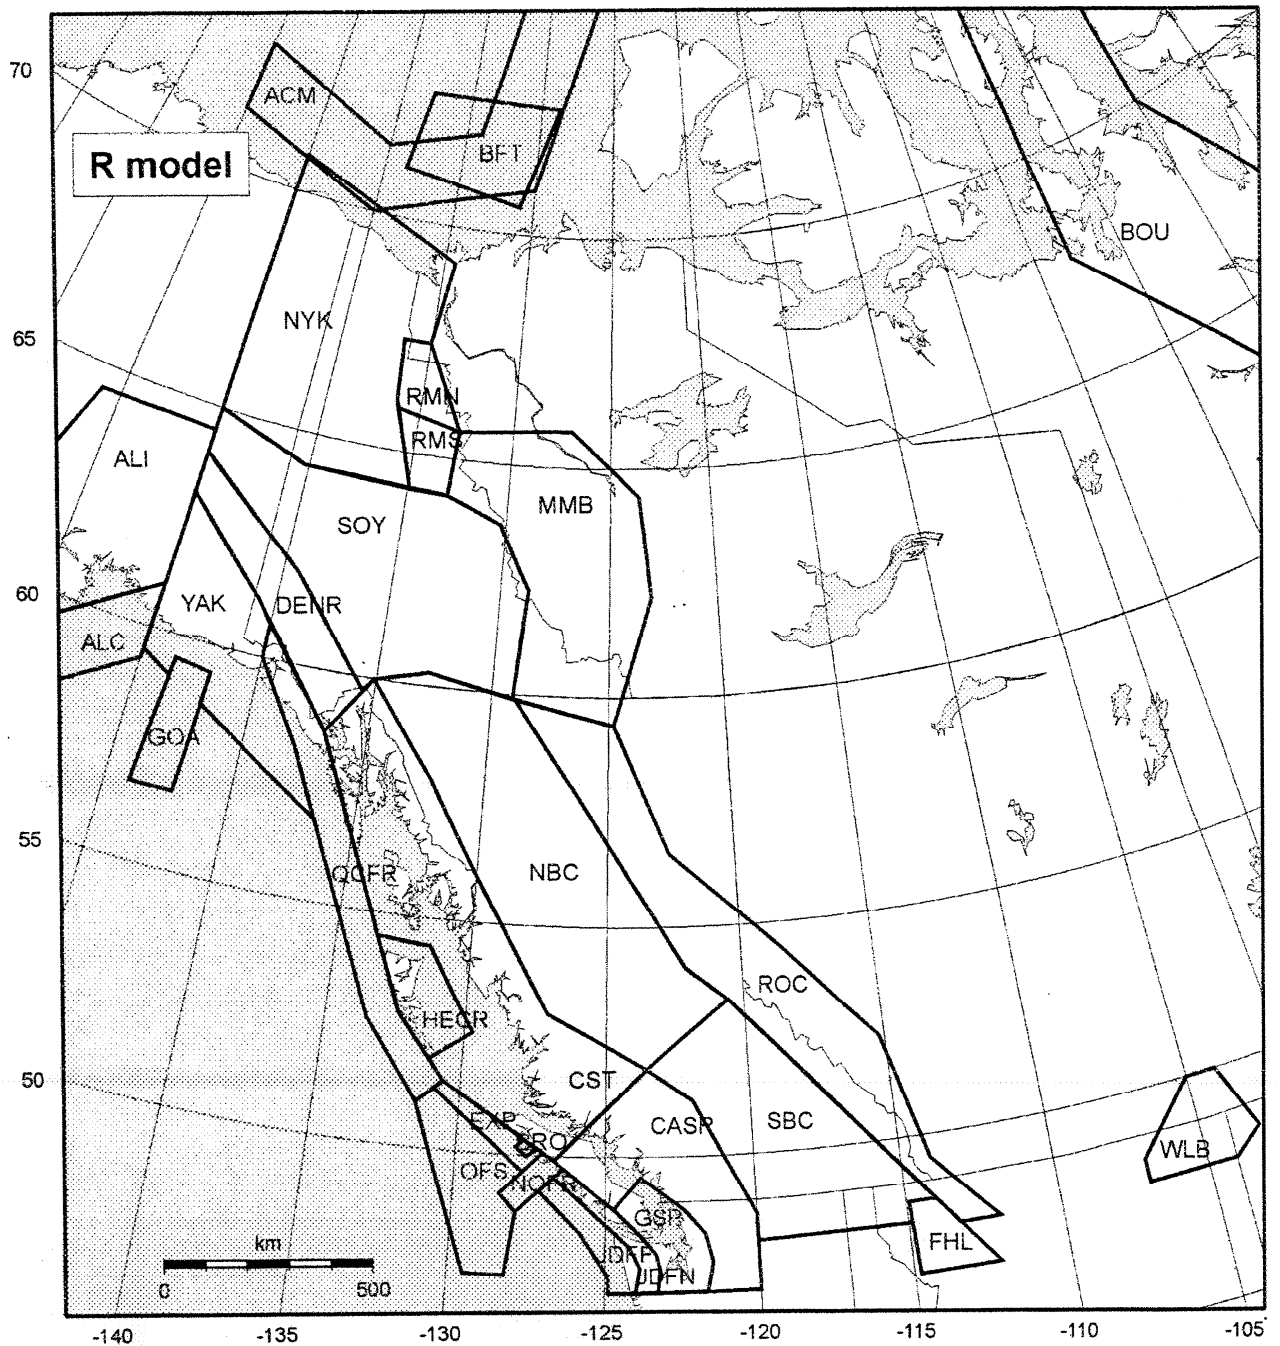 70
ACM
BFT
R model
BOU
NYK
65
RMN
RMS
ALI
MMB
SOY
60
YAK
DENR
ALC
GOA
55
QCFR
NBC
ROC
HECR
50
CST
EXP
CASP
SBC
BRO
WLB
OFS
NOFR
GSP
FHL
km
JDFF
JDFN
0
500
-140
-135
-130
-125
-120
-115
-110
-105